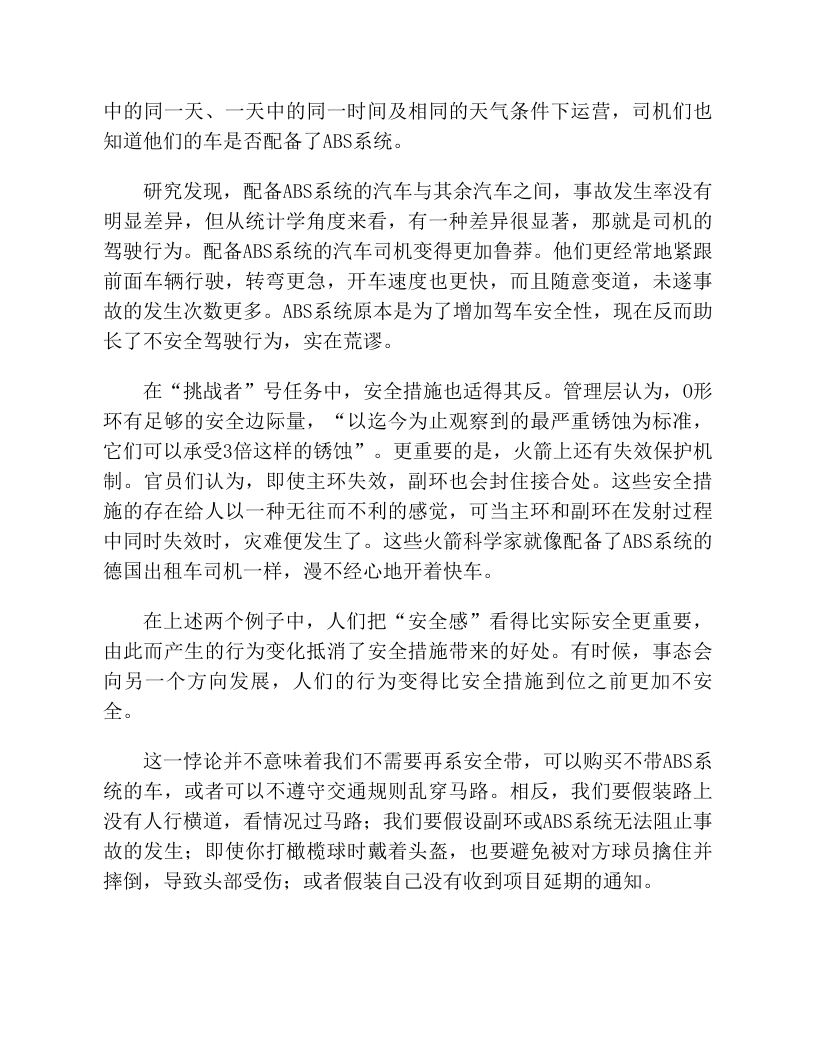 中的同一天、一天中的同一时间及相同的天气条件下运营，司机们也
知道他们的车是否配备了ABS系统。
研究发现，配备ABS系统的汽车与其余汽车之间，事故发生率没有
明显差异，但从统计学角度来看，有一种差异很显著，那就是司机的
驾驶行为。配备ABS系统的汽车司机变得更加鲁莽。他们更经常地紧跟
前面车辆行驶，转弯更急，开车速度也更快，而且随意变道，未遂事
故的发生次数更多。ABS系统原本是为了增加驾车安全性，现在反而助
长了不安全驾驶行为，实在荒谬。
在“挑战者”号任务中，安全措施也适得其反。管理层认为，O形
环有足够的安全边际量，“以迄今为止观察到的最严重锈蚀为标准，
它们可以承受3倍这样的锈蚀”。更重要的是，火箭上还有失效保护机
制。官员们认为，即使主环失效，副环也会封住接合处。这些安全措
施的存在给人以一种无往而不利的感觉，可当主环和副环在发射过程
中同时失效时，灾难便发生了。这些火箭科学家就像配备了ABS系统的
德国出租车司机一样，漫不经心地开着快车。
在上述两个例子中，人们把“安全感”看得比实际安全更重要，
由此而产生的行为变化抵消了安全措施带来的好处。有时候，事态会
向另一个方向发展，人们的行为变得比安全措施到位之前更加不安
全。
这一悖论并不意味着我们不需要再系安全带，可以购买不带ABS系
统的车，或者可以不遵守交通规则乱穿马路。相反，我们要假装路上
没有人行横道，看情况过马路；我们要假设副环或ABS系统无法阻止事
故的发生；即使你打橄榄球时戴着头盔，也要避免被对方球员擒住并
摔倒，导致头部受伤；或者假装自己没有收到项目延期的通知。